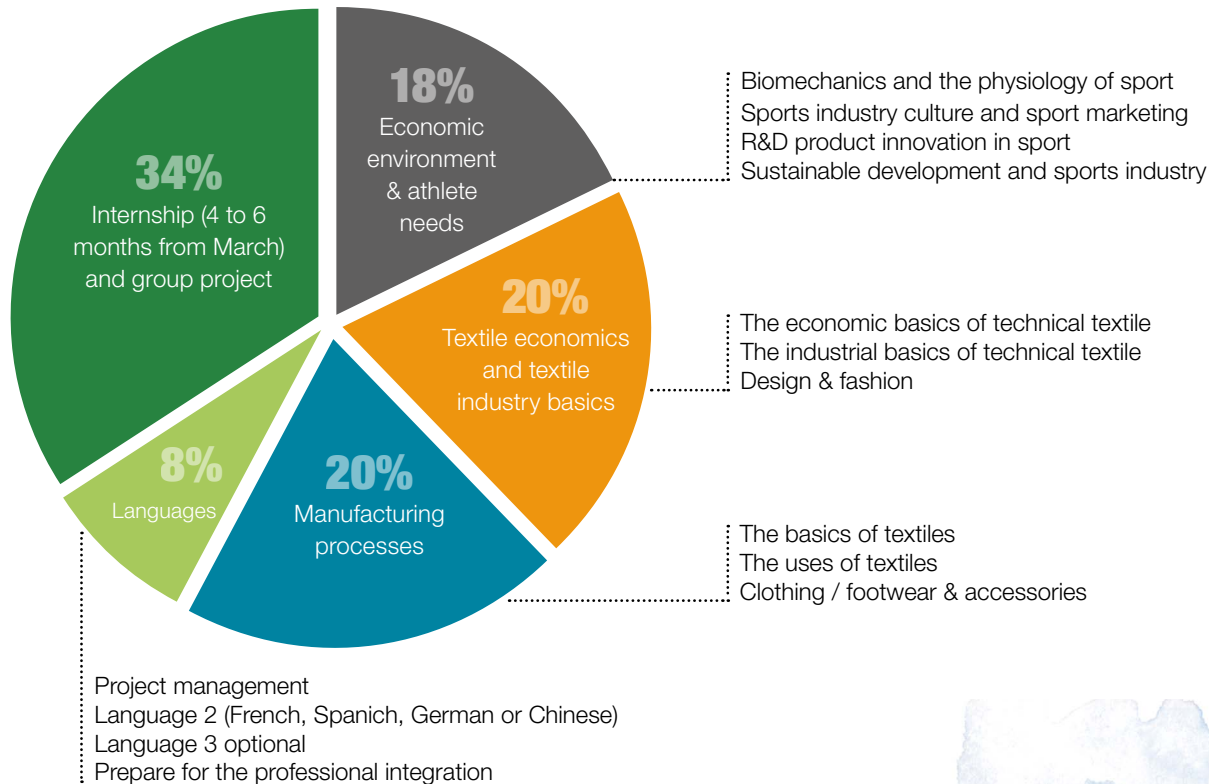 18%
Economic
environment
& athlete
needs
Biomechanics and the physiology of sport
Sports industry culture and sport marketing
R&D product innovation in sport
Sustainable development and sports industry
34%
Internship (4 to 6
months from March)
and group project
20%
Textile economics
and textile
industry basics
The economic basics of technical textile
The industrial basics of technical textile
Design & fashion
8%
Languages
20%
Manufacturing
processes
The basics of textiles
The uses of textiles
Clothing / footwear & accessories
Project management
Language 2 (French, Spanich, German or Chinese)
Language 3 optional
Prepare for the professional integration